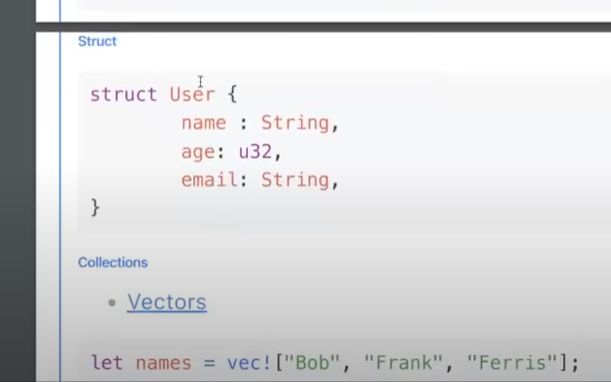 Struct
struct User {
name : String,
age: u32,
email: String,
}
Collections
• Vectors
let names = vec!["Bob", "Frank", "Ferris"];